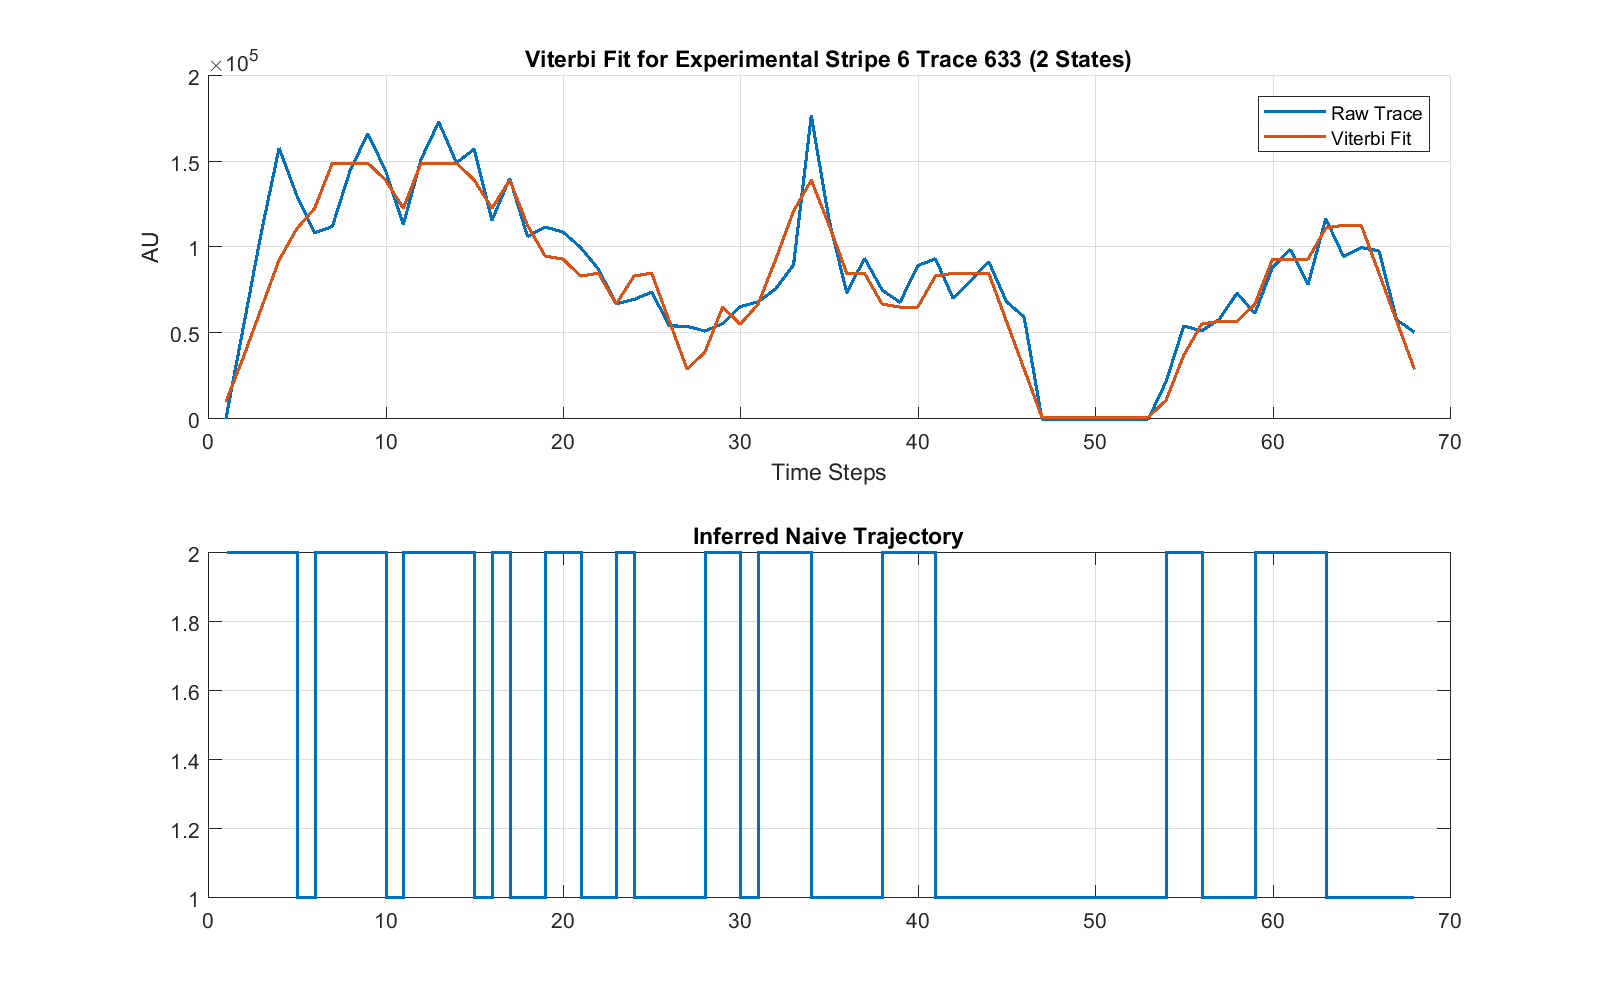 Viterbi Fit for Experimental Stripe 6 Trace 633 (2 States)
×10^5
2
1.5
1
0.5
0
AU
Raw Trace
Viterbi Fit
0 10 20 30 40 50 60 70
Time Steps
Inferred Naive Trajectory
2
1.8
1.6
1.4
1.2
1
0 10 20 30 40 50 60 70